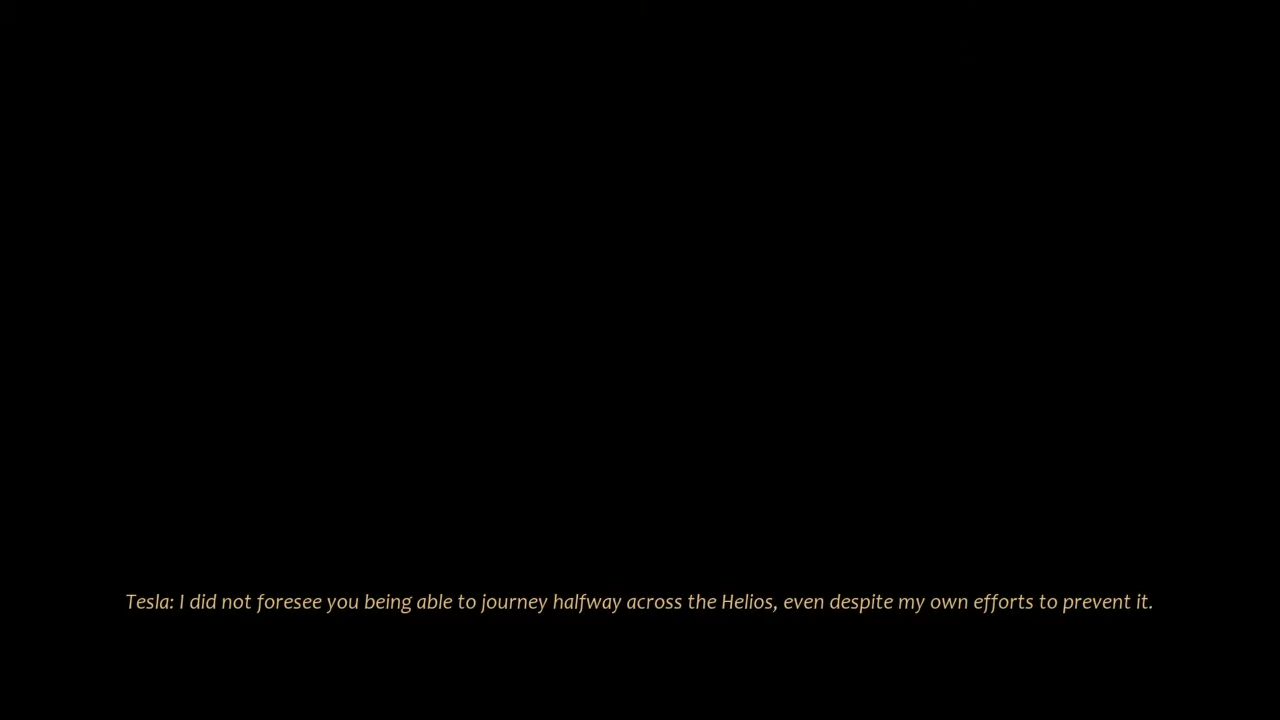 Tesla: I did not foresee you being able to journey halfway across the Helios, even despite my own efforts to prevent it.